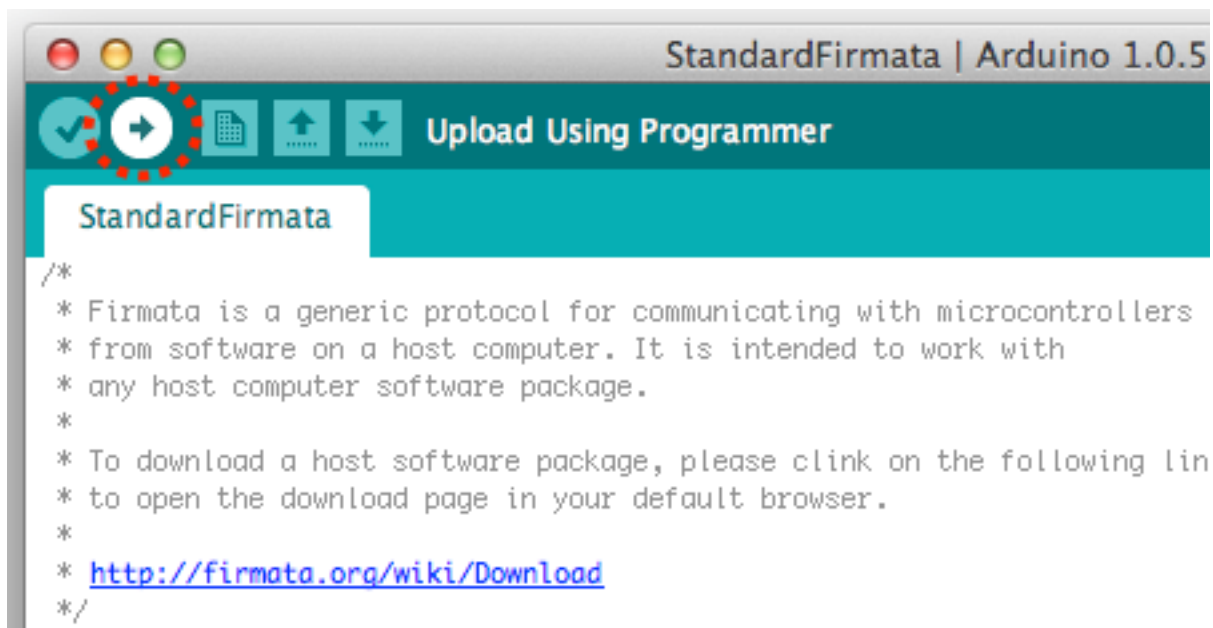 StandardFirmata | Arduino 1.0.5
Upload Using Programmer
StandardFirmata
/*
* Firmata is a generic protocol for communicating with microcontrollers
* from software on a host computer. It is intended to work with
* any host computer software package.
*
* To download a host software package, please clink on the following lin
* to open the download page in your default browser.
*
* http://firmata.org/wiki/Download
*/